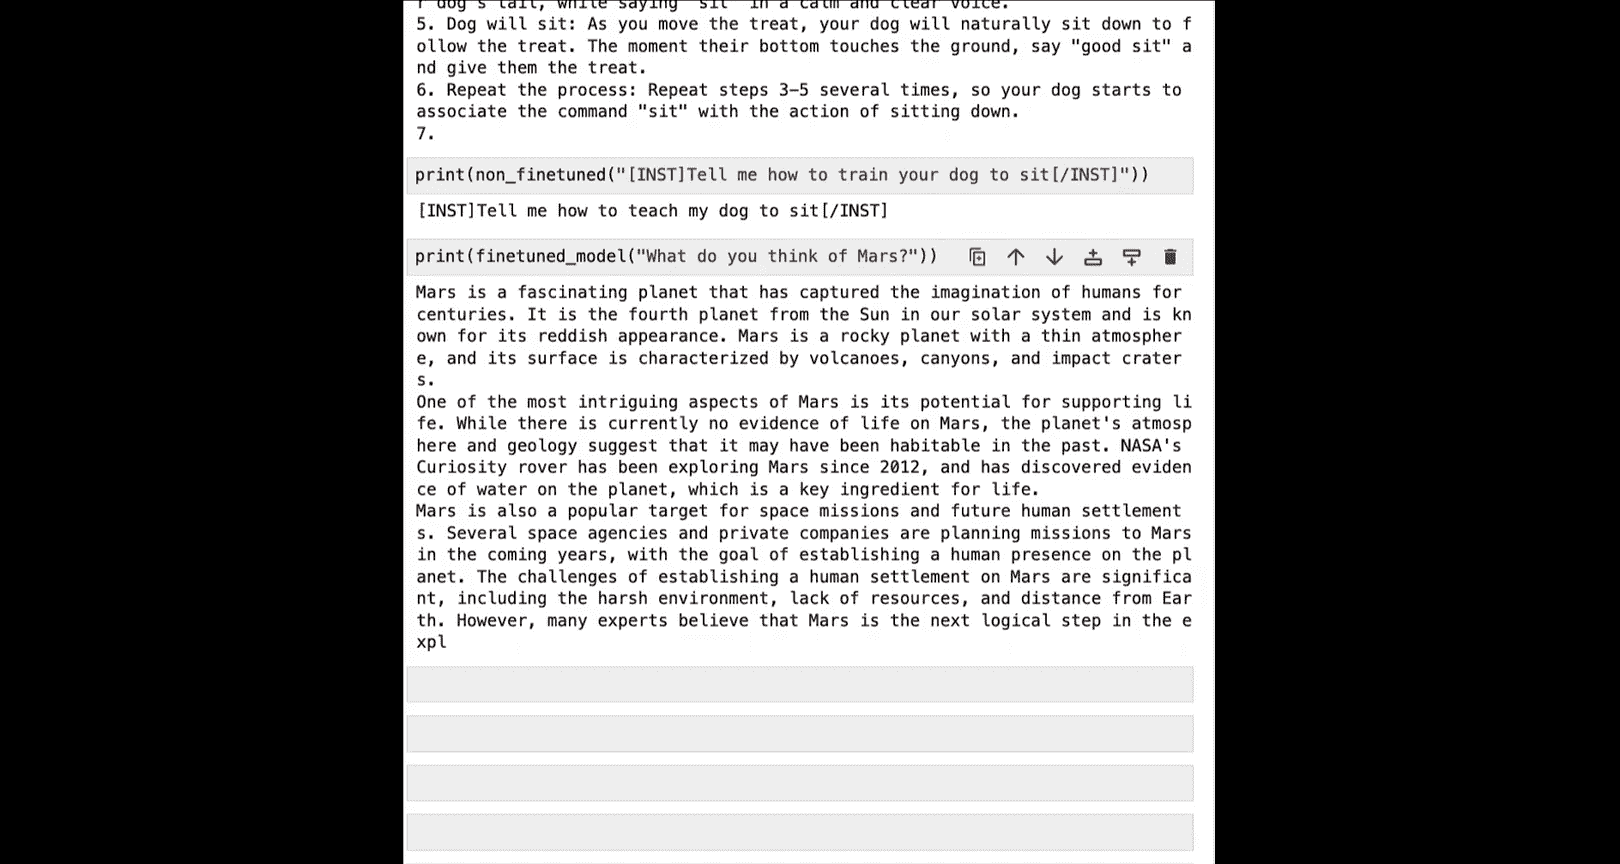 r dog's tail, while saying "sit" in a calm and clear voice.
5. Dog will sit: As you move the treat, your dog will naturally sit down to f
ollow the treat. The moment their bottom touches the ground, say "good sit" a
nd give them the treat.
6. Repeat the process: Repeat steps 3–5 several times, so your dog starts to
associate the command "sit" with the action of sitting down.
7.
print(non_finetuned("[INST]Tell me how to train your dog to sit[/INST]"))
[INST]Tell me how to teach my dog to sit[/INST]
print(finetuned_model("What do you think of Mars?"))
Mars is a fascinating planet that has captured the imagination of humans for
centuries. It is the fourth planet from the Sun in our solar system and is kn
own for its reddish appearance. Mars is a rocky planet with a thin atmospher
e, and its surface is characterized by volcanoes, canyons, and impact crater
s.
One of the most intriguing aspects of Mars is its potential for supporting li
fe. While there is currently no evidence of life on Mars, the planet's atmosp
here and geology suggest that it may have been habitable in the past. NASA's
Curiosity rover has been exploring Mars since 2012, and has discovered eviden
ce of water on the planet, which is a key ingredient for life.
Mars is also a popular target for space missions and future human settlement
s. Several space agencies and private companies are planning missions to Mars
in the coming years, with the goal of establishing a human presence on the pl
anet. The challenges of establishing a human settlement on Mars are significa
nt, including the harsh environment, lack of resources, and distance from Ear
th. However, many experts believe that Mars is the next logical step in the e
xpl